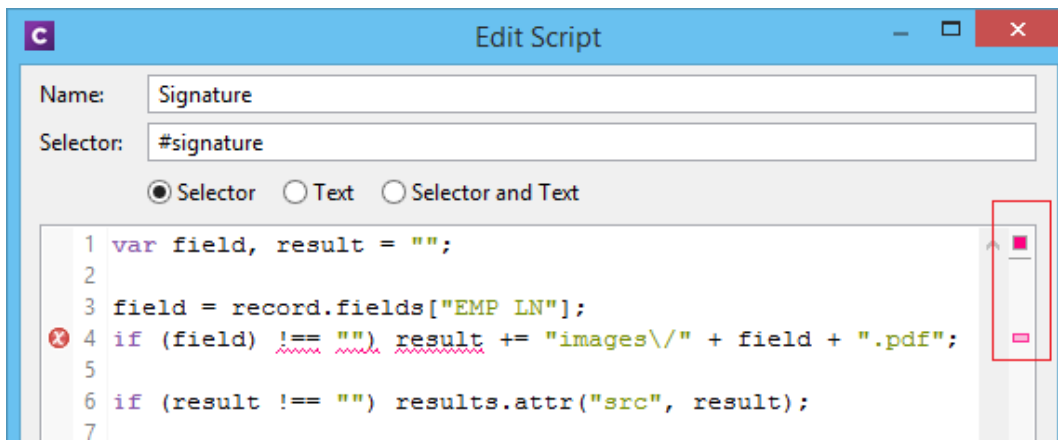 C Edit Script
Name: Signature
Selector: #signature
Selector Text Selector and Text
1 var field, result = "";
2
3 field = record.fields["EMP LN"];
4 if (field) !== "") result += "images\/" + field + ".pdf";
5
6 if (result !== "") results.attr("src", result);
7